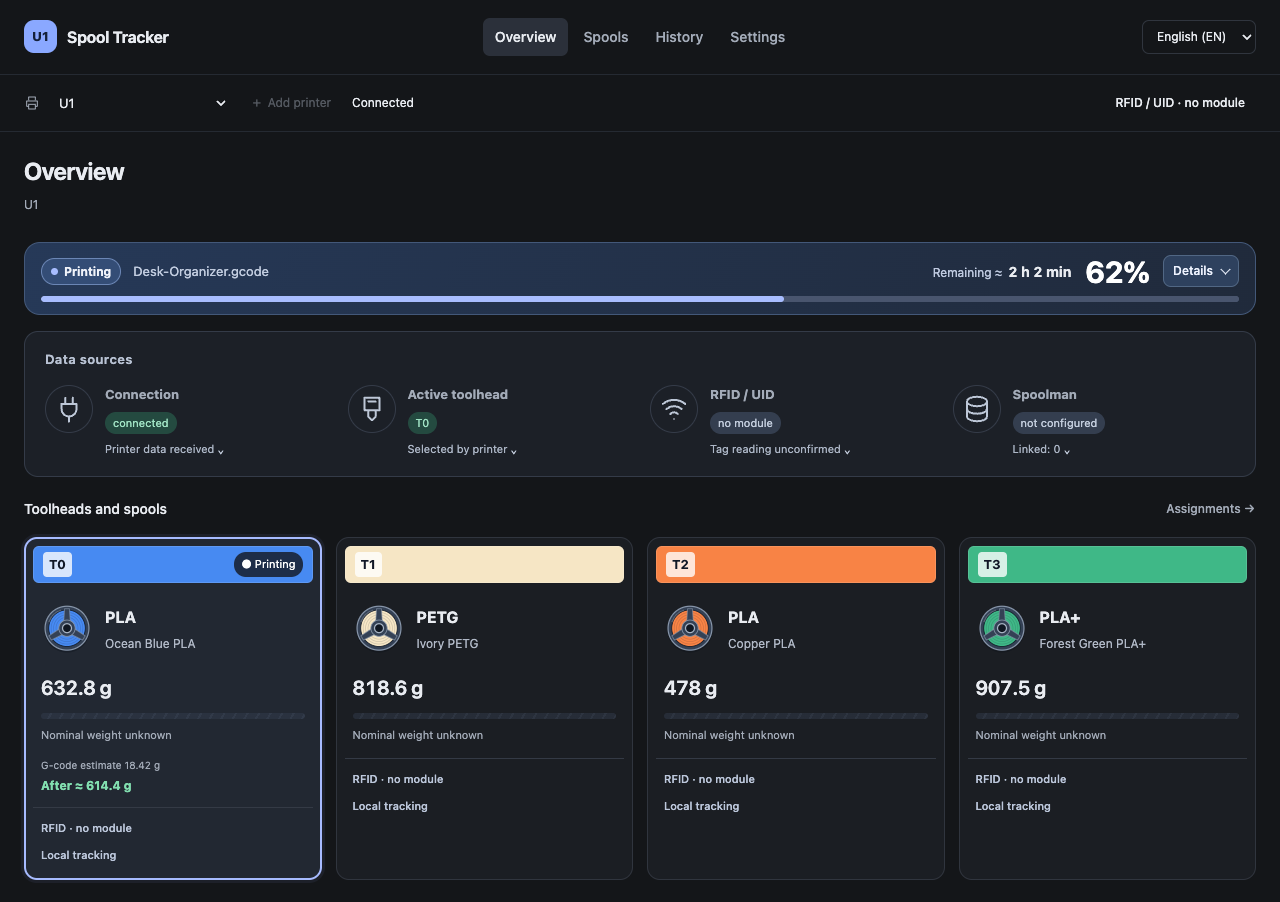 U1 Spool Tracker Overview Spools History Settings English (EN)
U1 + Add printer Connected RFID / UID · no module
Overview
U1
Printing Desk-Organizer.gcode Remaining ≈ 2 h 2 min 62% Details
Data sources
Connection
connected
Printer data received
Active toolhead
T0
Selected by printer
RFID / UID
no module
Tag reading unconfirmed
Spoolman
not configured
Linked: 0
Toolheads and spools Assignments →
T0 Printing
PLA
Ocean Blue PLA
632.8 g
Nominal weight unknown
G-code estimate 18.42 g
After ≈ 614.4 g
RFID · no module
Local tracking
T1
PETG
Ivory PETG
818.6 g
Nominal weight unknown
RFID · no module
Local tracking
T2
PLA
Copper PLA
478 g
Nominal weight unknown
RFID · no module
Local tracking
T3
PLA+
Forest Green PLA+
907.5 g
Nominal weight unknown
RFID · no module
Local tracking